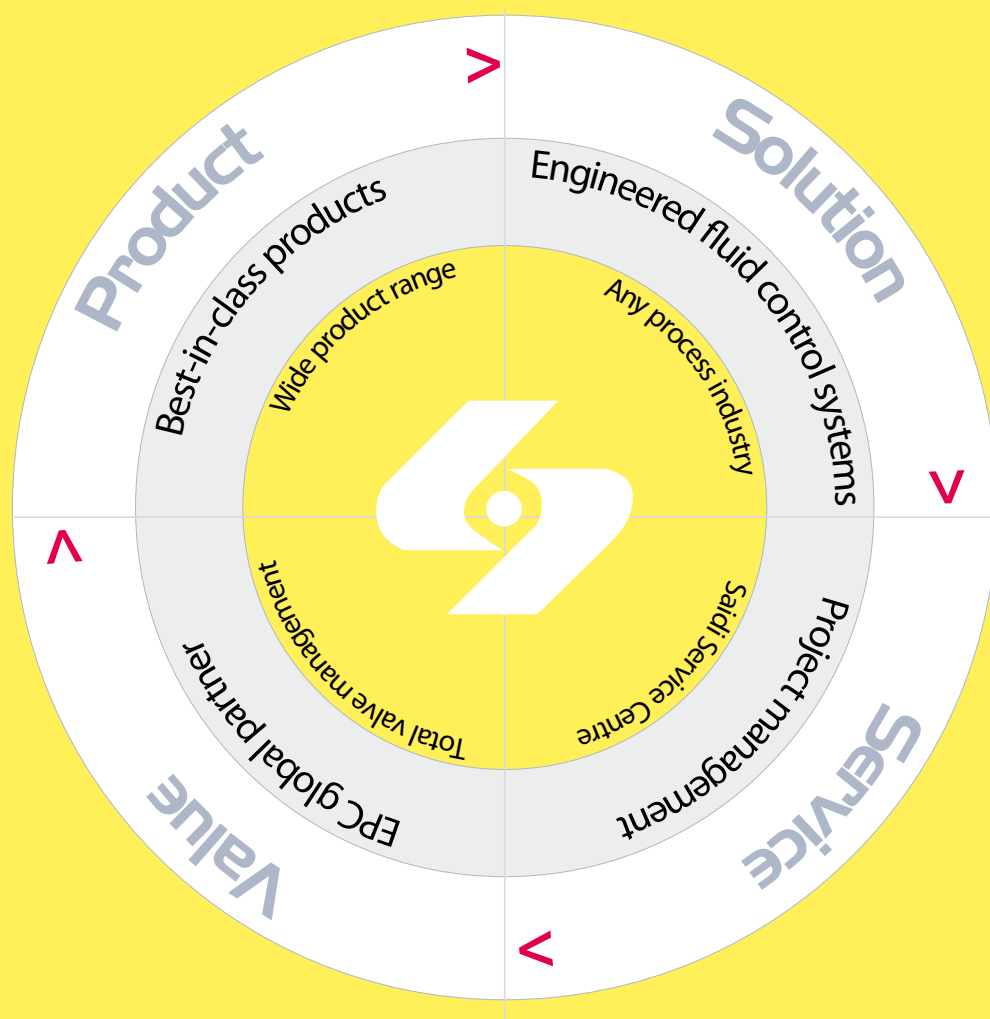 Product
Best-in-class products
Wide product range
>
Solution
Engineered fluid control systems
Any process industry
>
Service
Project management
Saidi Service Centre
>
Value
EPC global partner
Total valve management
>